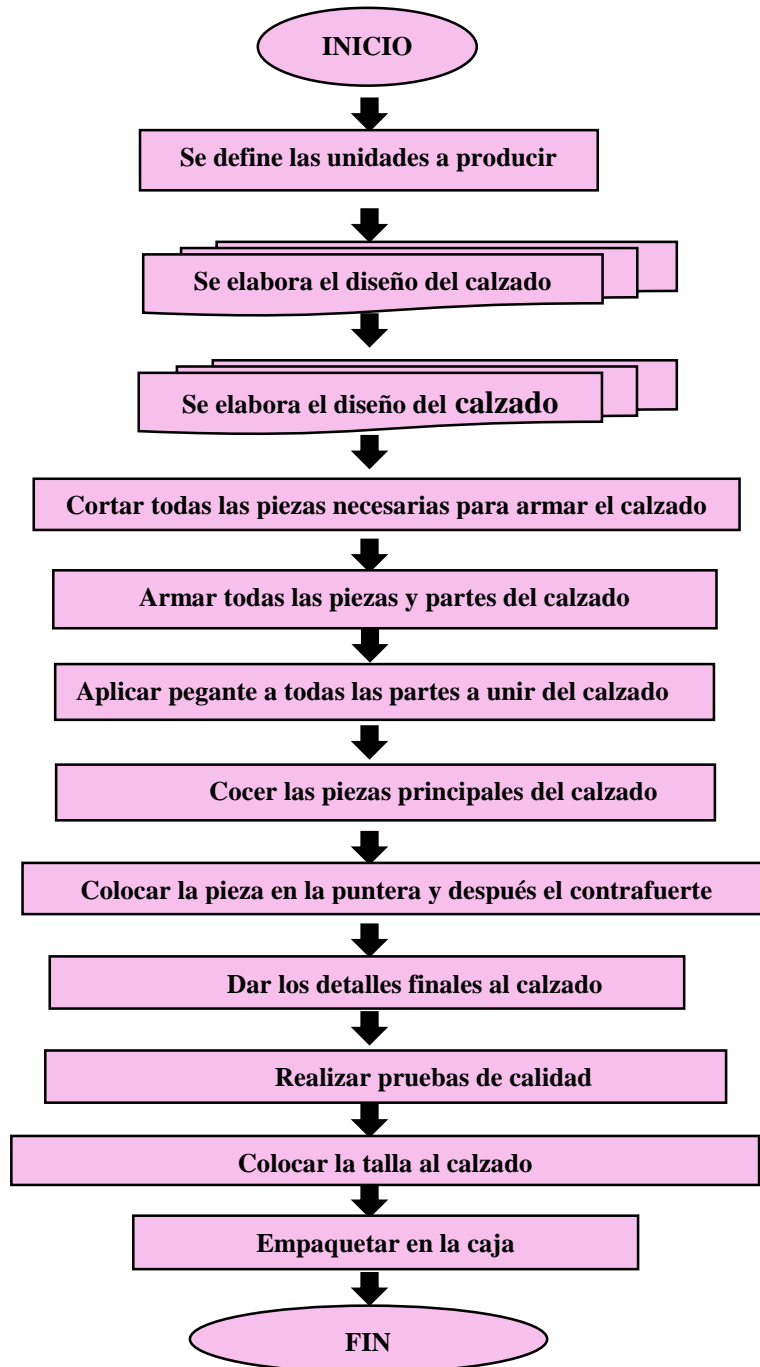 INICIO
Se define las unidades a producir
Se elabora el diseño del calzado
Se elabora el diseño del calzado
Cortar todas las piezas necesarias para armar el calzado
Armar todas las piezas y partes del calzado
Aplicar pegante a todas las partes a unir del calzado
Cocer las piezas principales del calzado
Colocar la pieza en la puntera y después el contrafuerte
Dar los detalles finales al calzado
Realizar pruebas de calidad
Colocar la talla al calzado
Empaquetar en la caja
FIN